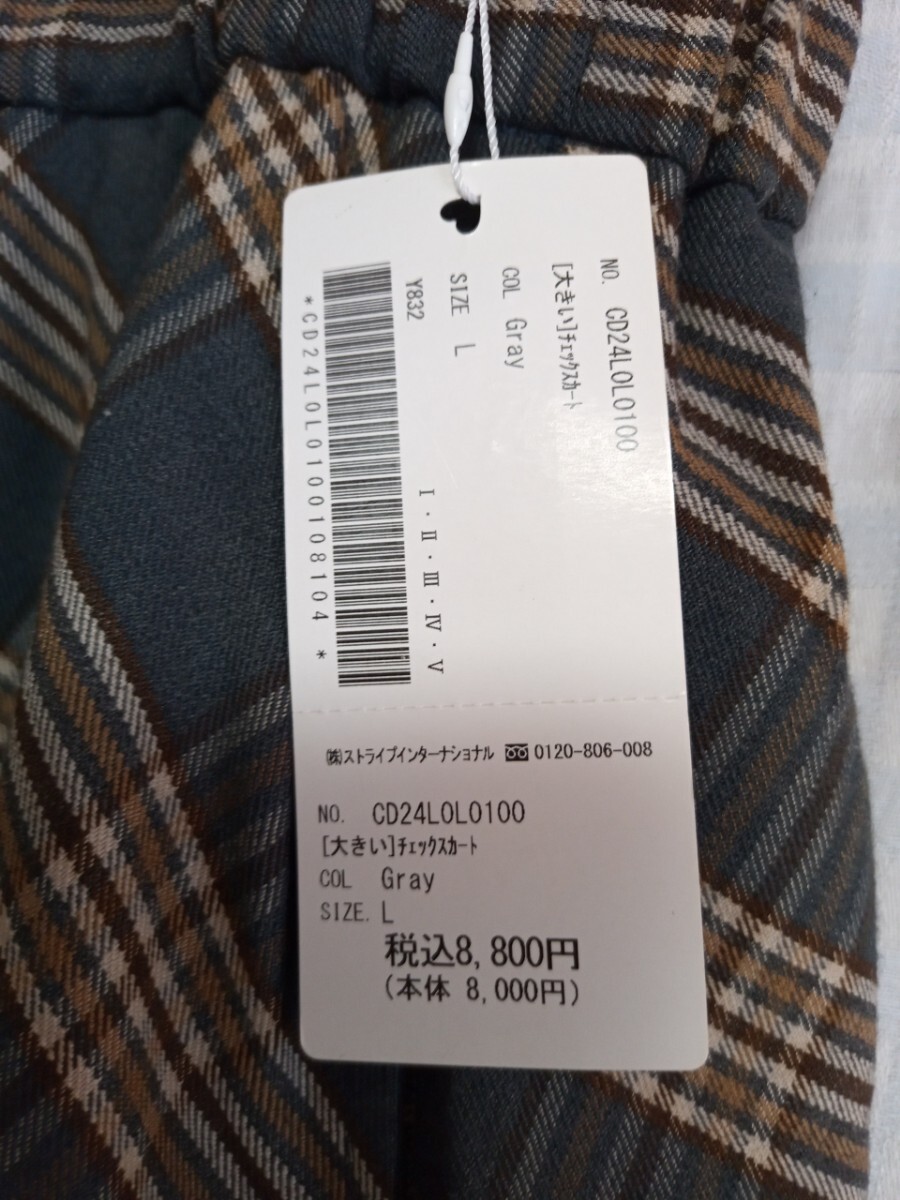 NO. CD24L0L0100
[大きい]ﾁｪｯｸｽｶｰﾄ
COL Gray
SIZE L
Y832
Ⅰ・Ⅱ・Ⅲ・Ⅳ・Ⅴ
*CD24L0L010010８104*
㈱ストライプインターナショナル 0120-806-008
NO. CD24L0L0100
[大きい]ﾁｪｯｸｽｶｰﾄ
COL Gray
SIZE. L
税込8,800円
(本体 8,000円)